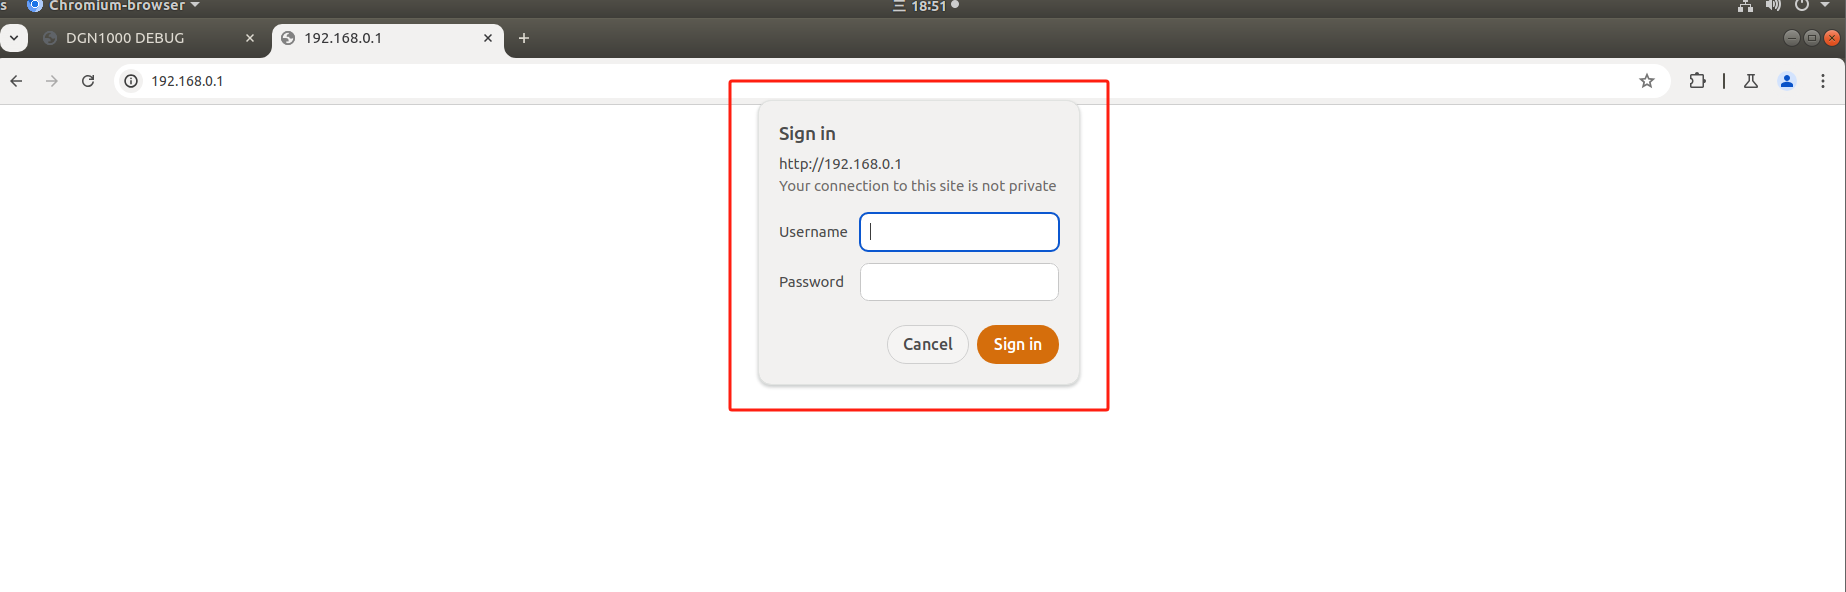 s Chromium-browser 三 18:51
DGN1000 DEBUG 192.168.0.1
192.168.0.1
Sign in
http://192.168.0.1
Your connection to this site is not private
Username
Password
Cancel Sign in